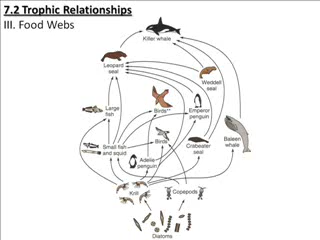 7.2 Trophic Relationships
III. Food Webs
Killer whale
Leopard
seal
Weddell
seal
Large
fish
Birds**
Emperor
penguin
Small fish
and squid
Birds*
Adelie
penguin
Crabeater
seal
Baleen
whale
Krill
Copepods
Diatoms